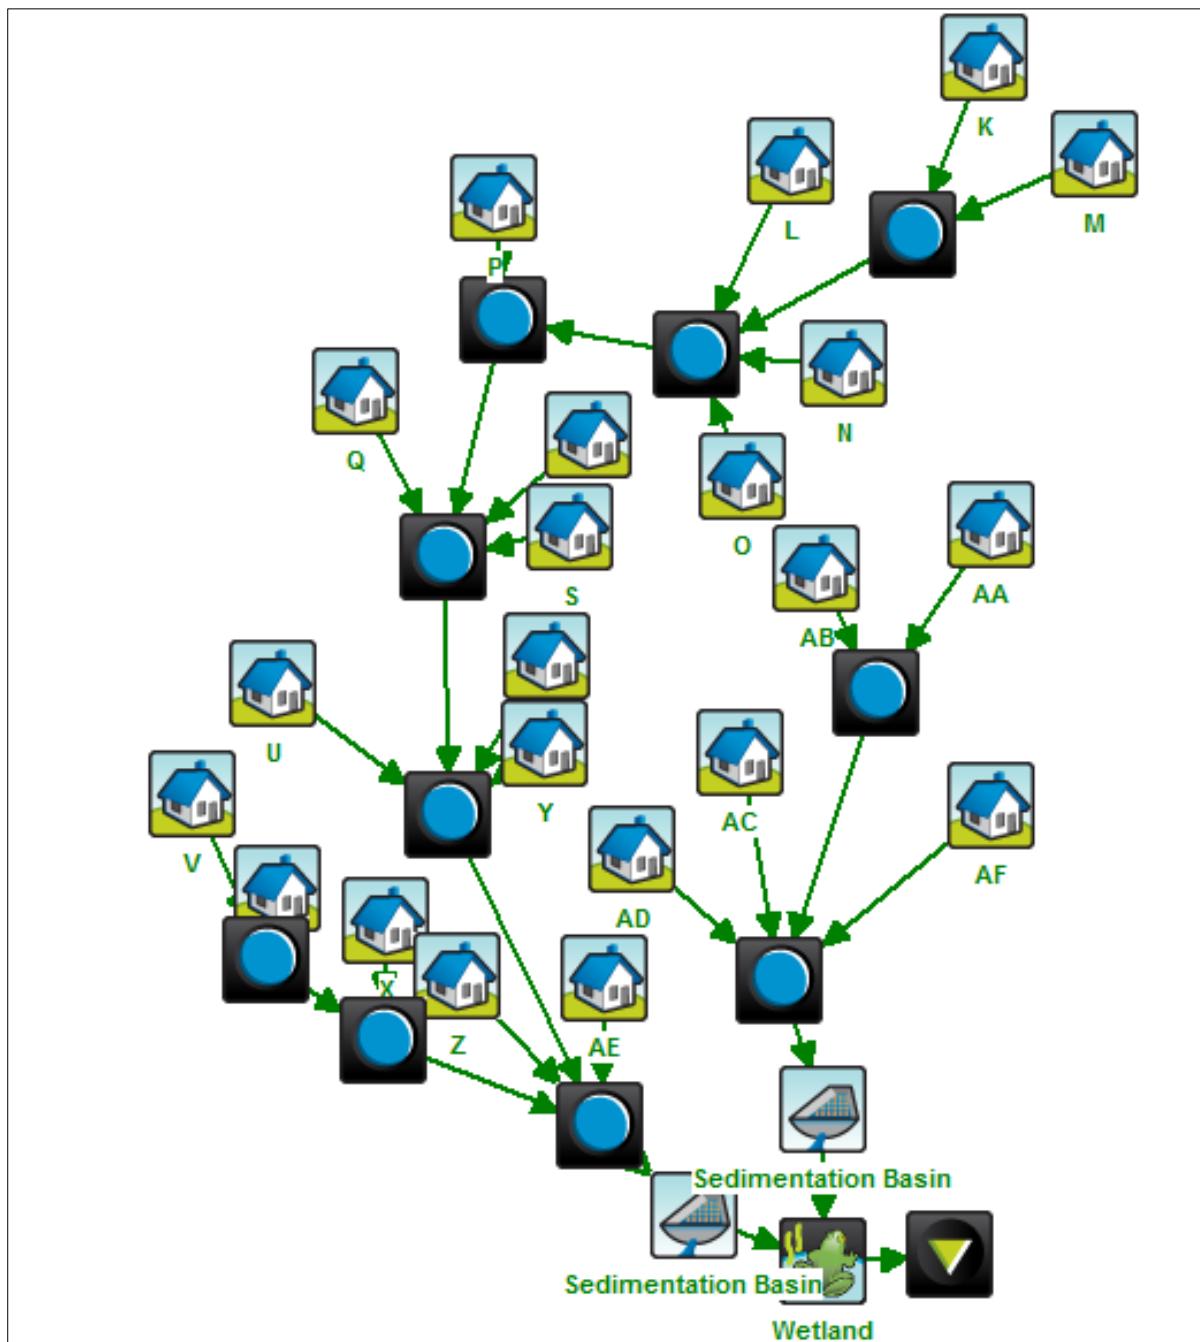 K
M
L
P
N
Q
O
S
AA
AB
U
Y
AC
V
AF
AD
X
Z
AE
Sedimentation Basin
Sedimentation Basin
Wetland